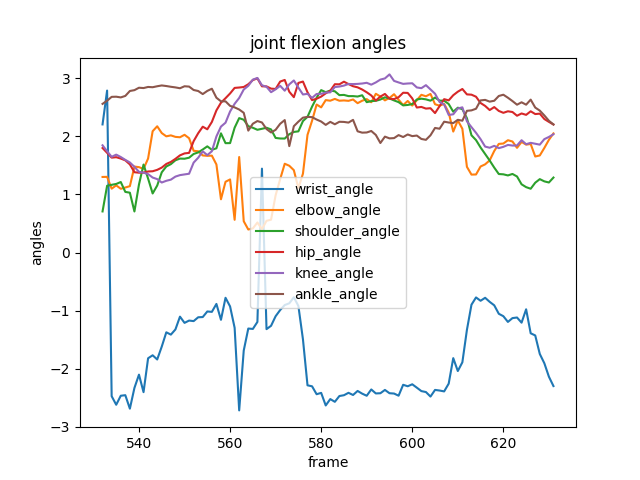 joint flexion angles
3
2
1
0
−1
−2
−3
angles
wrist_angle
elbow_angle
shoulder_angle
hip_angle
knee_angle
ankle_angle
540 560 580 600 620
frame